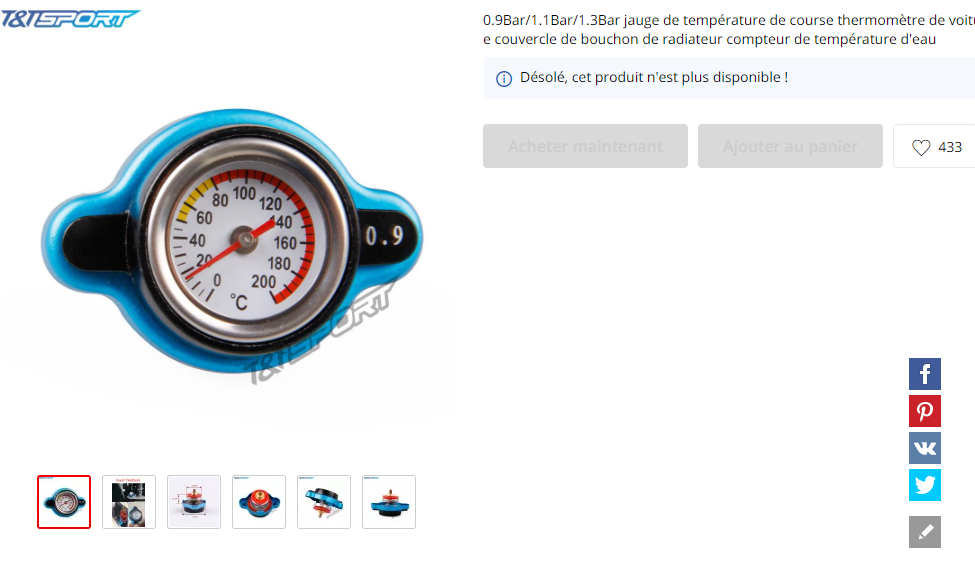 T&TSPORT
0.9Bar/1.1Bar/1.3Bar jauge de température de course thermomètre de voitu
e couvercle de bouchon de radiateur compteur de température d'eau
Désolé, cet produit n'est plus disponible !
Acheter maintenant
Ajouter au panier
433
80
100
120
60
140
40
160
20
180
0
200
°C
0.9
T&TSPORT